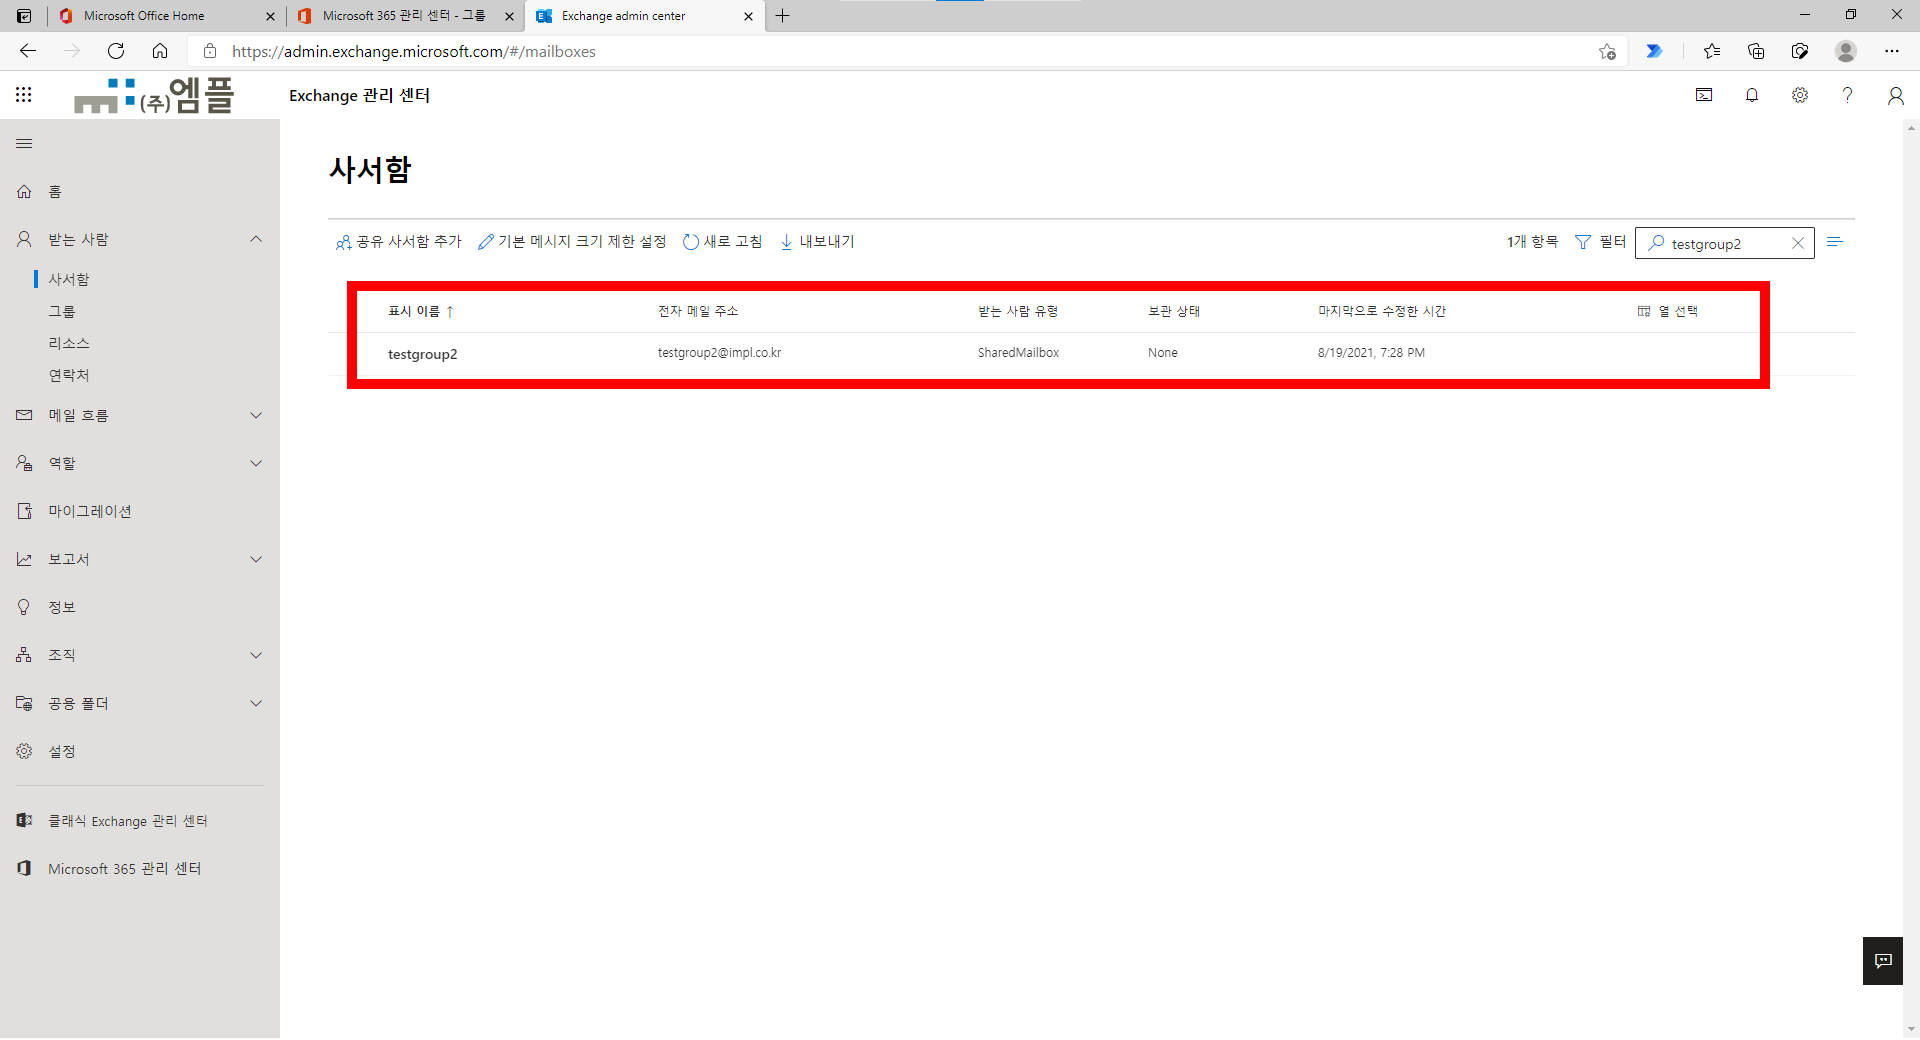 Microsoft Office Home
Microsoft 365 관리 센터 - 그룹
Exchange admin center
https://admin.exchange.microsoft.com/#/mailboxes
(주)엠플
Exchange 관리 센터
홈
받는 사람
사서함
그룹
리소스
연락처
메일 흐름
역할
마이그레이션
보고서
정보
조직
공용 폴더
설정
클래식 Exchange 관리 센터
Microsoft 365 관리 센터
사서함
공유 사서함 추가 기본 메시지 크기 제한 설정 새로 고침 내보내기 1개 항목 필터 testgroup2
표시 이름 ↑ 전자 메일 주소 받는 사람 유형 보관 상태 마지막으로 수정한 시간 열 선택
testgroup2 testgroup2@impl.co.kr SharedMailbox None 8/19/2021, 7:28 PM